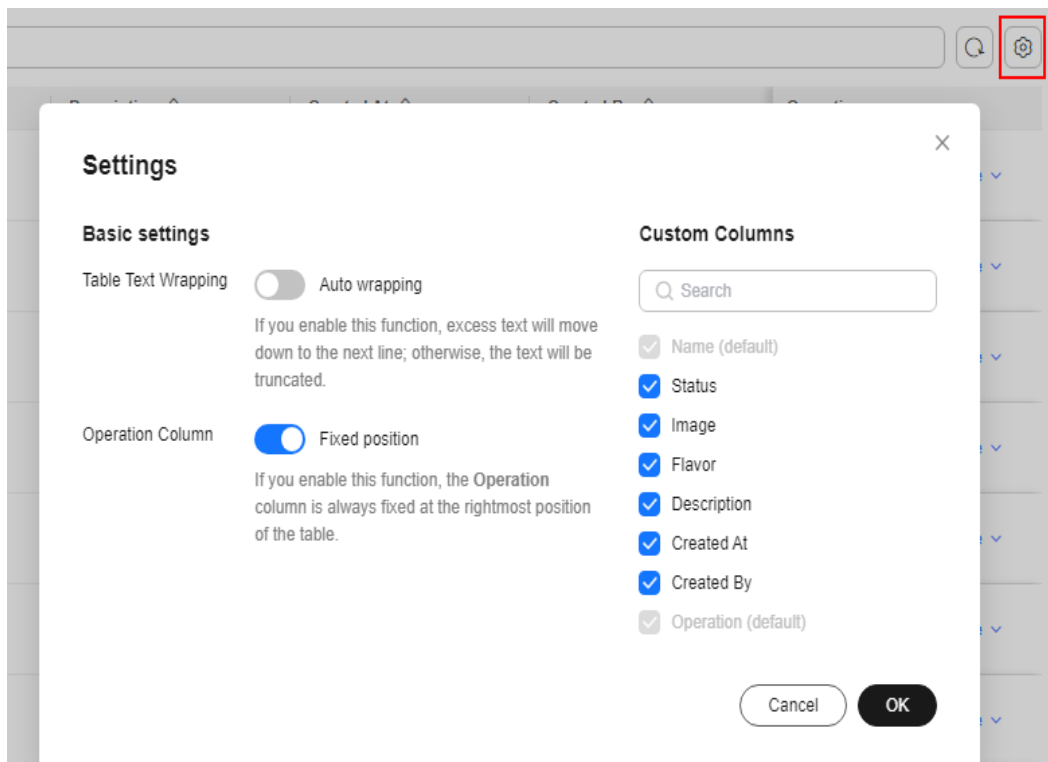 Settings
Basic settings
Table Text Wrapping
Auto wrapping
If you enable this function, excess text will move
down to the next line; otherwise, the text will be
truncated.
Operation Column
Fixed position
If you enable this function, the Operation
column is always fixed at the rightmost position
of the table.
Custom Columns
Search
Name (default)
Status
Image
Flavor
Description
Created At
Created By
Operation (default)
Cancel
OK